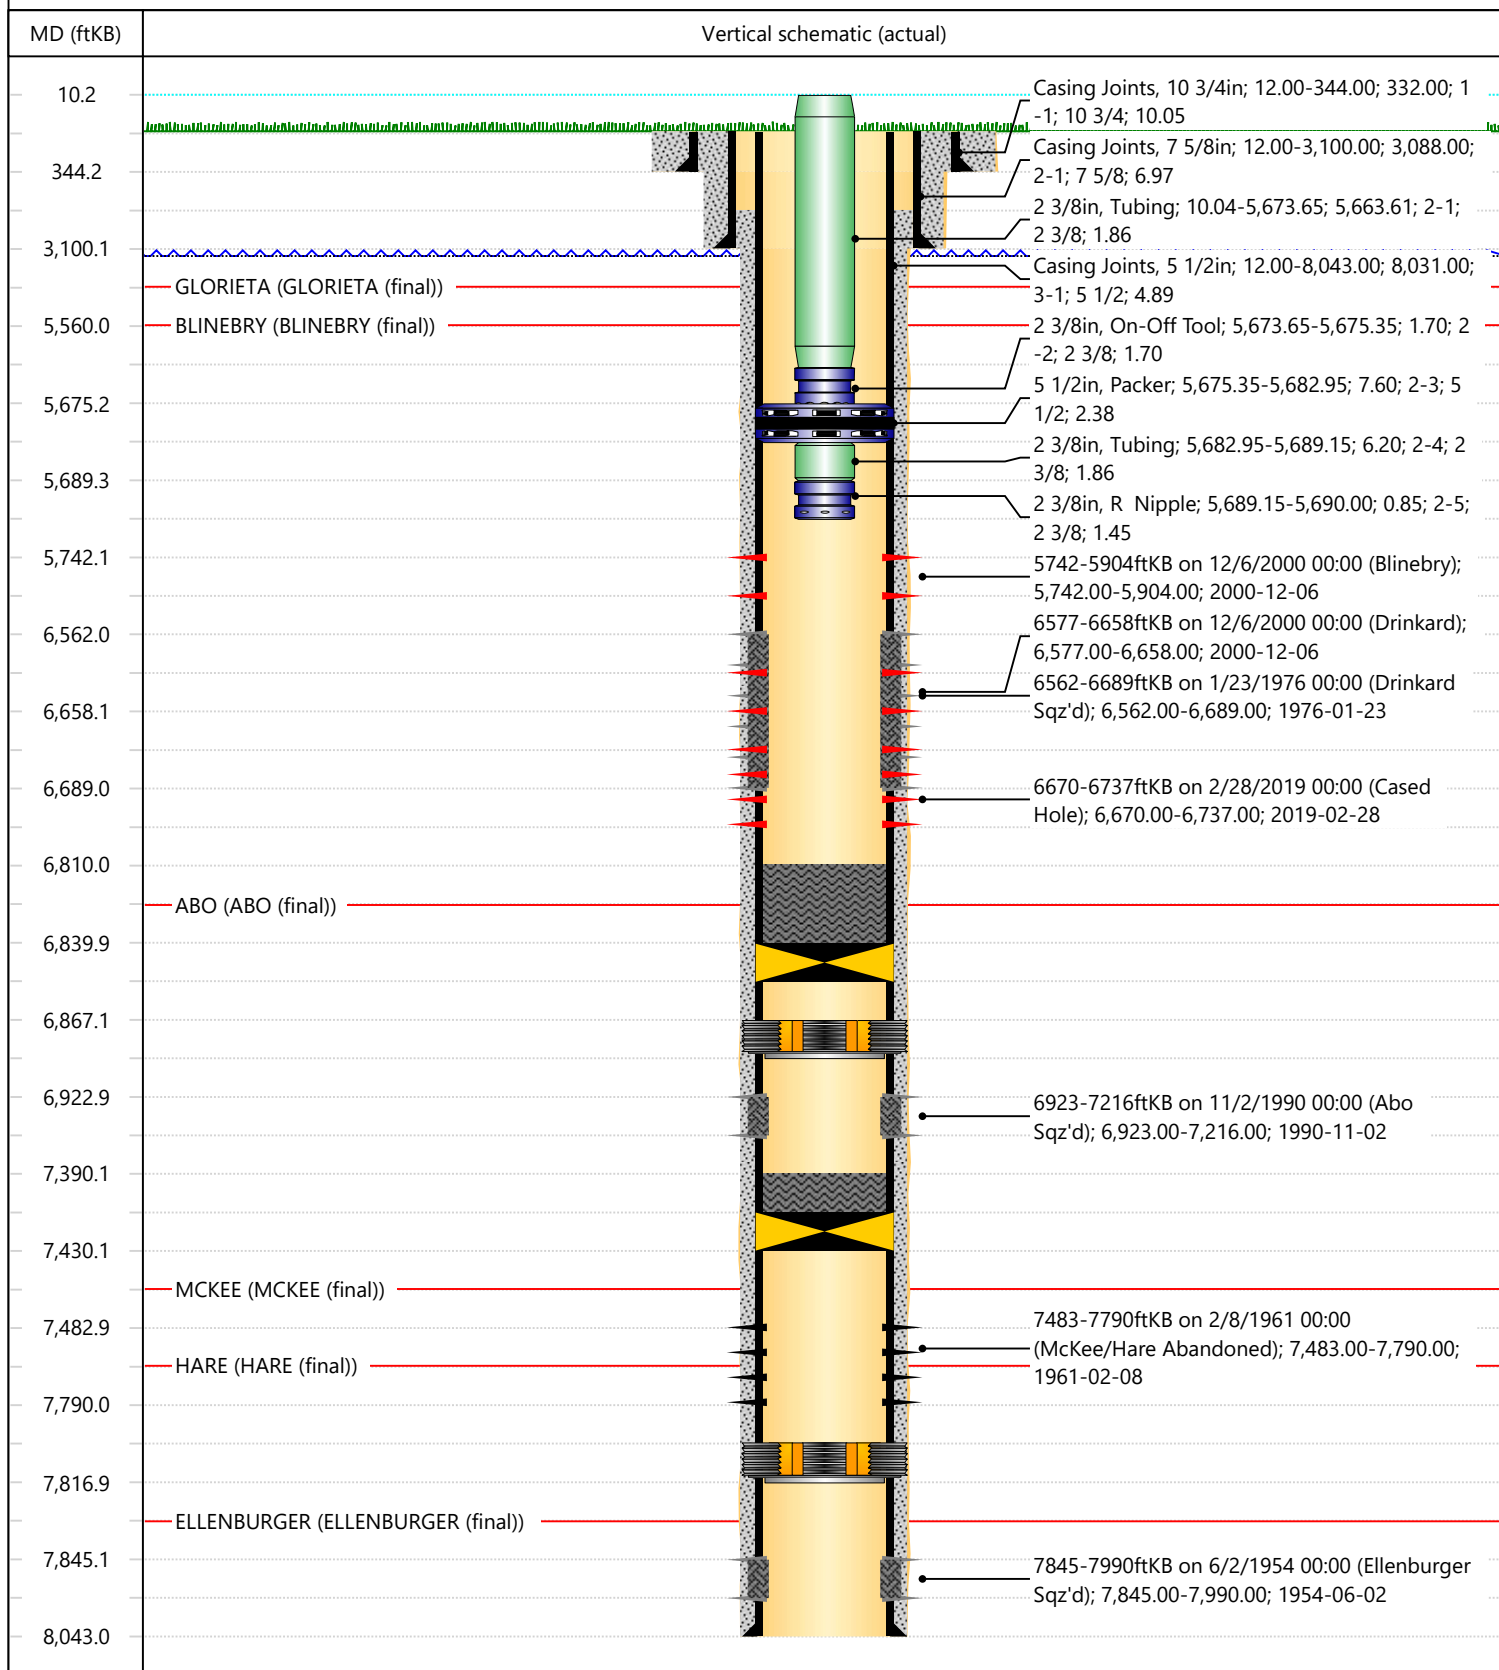 MD (ftKB)
Vertical schematic (actual)
10.2
344.2
3,100.1
5,560.0
5,675.2
5,689.3
5,742.1
6,562.0
6,658.1
6,689.0
6,810.0
6,839.9
6,867.1
6,922.9
7,390.1
7,430.1
7,482.9
7,790.0
7,816.9
7,845.1
8,043.0
GLORIETA (GLORIETA (final))
BLINEBRY (BLINEBRY (final))
ABO (ABO (final))
MCKEE (MCKEE (final))
HARE (HARE (final))
ELLENBURGER (ELLENBURGER (final))
Casing Joints, 10 3/4in; 12.00-344.00; 332.00; 1
-1; 10 3/4; 10.05
Casing Joints, 7 5/8in; 12.00-3,100.00; 3,088.00;
2-1; 7 5/8; 6.97
2 3/8in, Tubing; 10.04-5,673.65; 5,663.61; 2-1;
2 3/8; 1.86
Casing Joints, 5 1/2in; 12.00-8,043.00; 8,031.00;
3-1; 5 1/2; 4.89
2 3/8in, On-Off Tool; 5,673.65-5,675.35; 1.70; 2
-2; 2 3/8; 1.70
5 1/2in, Packer; 5,675.35-5,682.95; 7.60; 2-3; 5
1/2; 2.38
2 3/8in, Tubing; 5,682.95-5,689.15; 6.20; 2-4; 2
3/8; 1.86
2 3/8in, R  Nipple; 5,689.15-5,690.00; 0.85; 2-5;
2 3/8; 1.45
5742-5904ftKB on 12/6/2000 00:00 (Blinebry);
5,742.00-5,904.00; 2000-12-06
6577-6658ftKB on 12/6/2000 00:00 (Drinkard);
6,577.00-6,658.00; 2000-12-06
6562-6689ftKB on 1/23/1976 00:00 (Drinkard
Sqz'd); 6,562.00-6,689.00; 1976-01-23
6670-6737ftKB on 2/28/2019 00:00 (Cased
Hole); 6,670.00-6,737.00; 2019-02-28
6923-7216ftKB on 11/2/1990 00:00 (Abo
Sqz'd); 6,923.00-7,216.00; 1990-11-02
7483-7790ftKB on 2/8/1961 00:00
(McKee/Hare Abandoned); 7,483.00-7,790.00;
1961-02-08
7845-7990ftKB on 6/2/1954 00:00 (Ellenburger
Sqz'd); 7,845.00-7,990.00; 1954-06-02